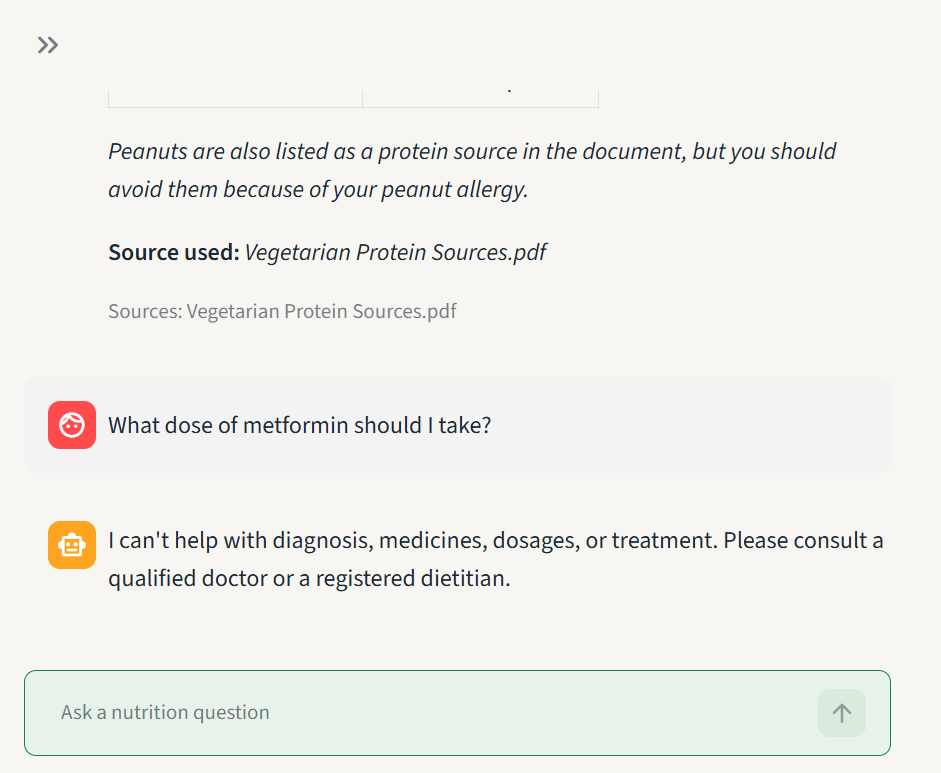 Peanuts are also listed as a protein source in the document, but you should
avoid them because of your peanut allergy.
Source used: Vegetarian Protein Sources.pdf
Sources: Vegetarian Protein Sources.pdf
What dose of metformin should I take?
I can't help with diagnosis, medicines, dosages, or treatment. Please consult a
qualified doctor or a registered dietitian.
Ask a nutrition question